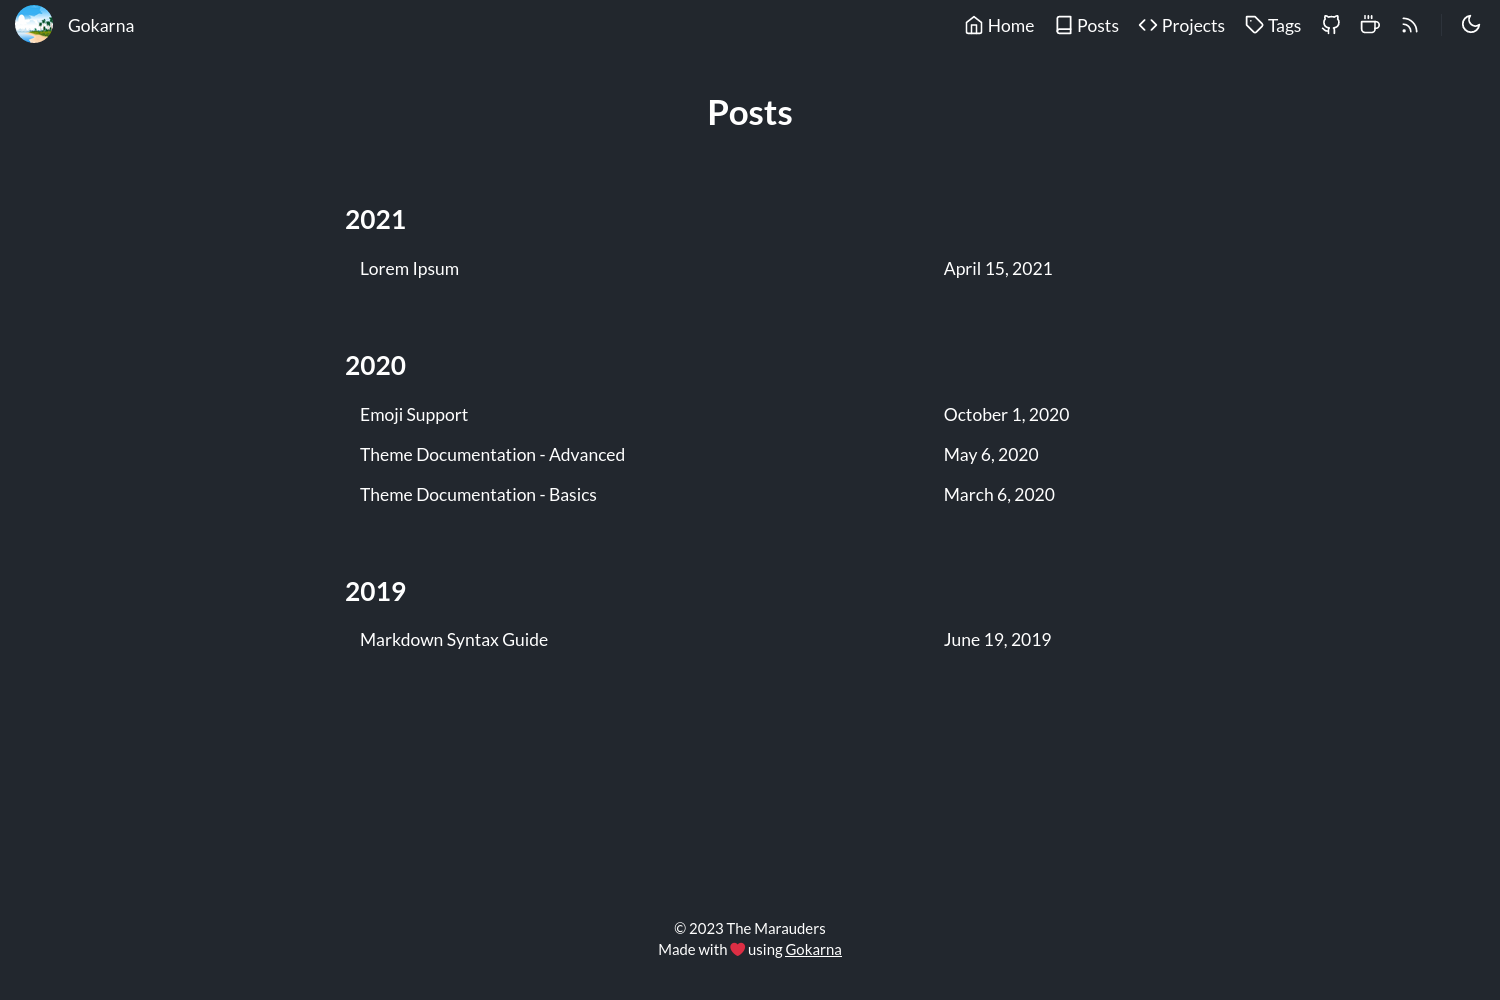 Gokarna Home Posts Projects Tags
Posts
2021
Lorem Ipsum April 15, 2021
2020
Emoji Support October 1, 2020
Theme Documentation - Advanced May 6, 2020
Theme Documentation - Basics March 6, 2020
2019
Markdown Syntax Guide June 19, 2019
© 2023 The Marauders
Made with ❤️ using Gokarna